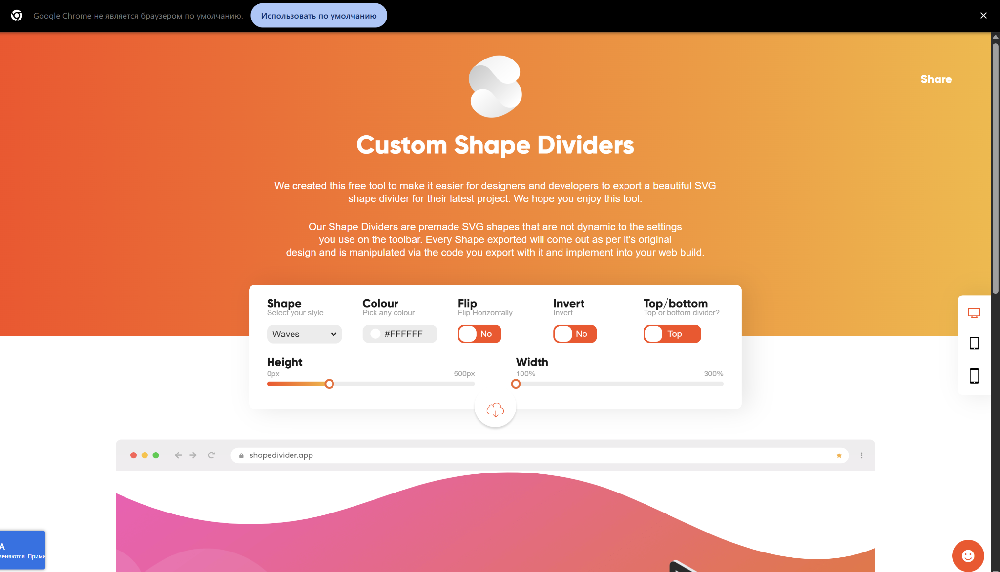 Google Chrome не является браузером по умолчанию.
Использовать по умолчанию
Share
Custom Shape Dividers
We created this free tool to make it easier for designers and developers to export a beautiful SVG
shape divider for their latest project. We hope you enjoy this tool.
Our Shape Dividers are premade SVG shapes that are not dynamic to the settings
you use on the toolbar. Every Shape exported will come out as per it's original
design and is manipulated via the code you export with it and implement into your web build.
Shape
Select your style
Waves
Colour
Pick any colour
#FFFFFF
Flip
Flip Horizontally
No
Invert
Invert
No
Top/bottom
Top or bottom divider?
Top
Height
0px 500px
Width
100% 300%
shapedivider.app